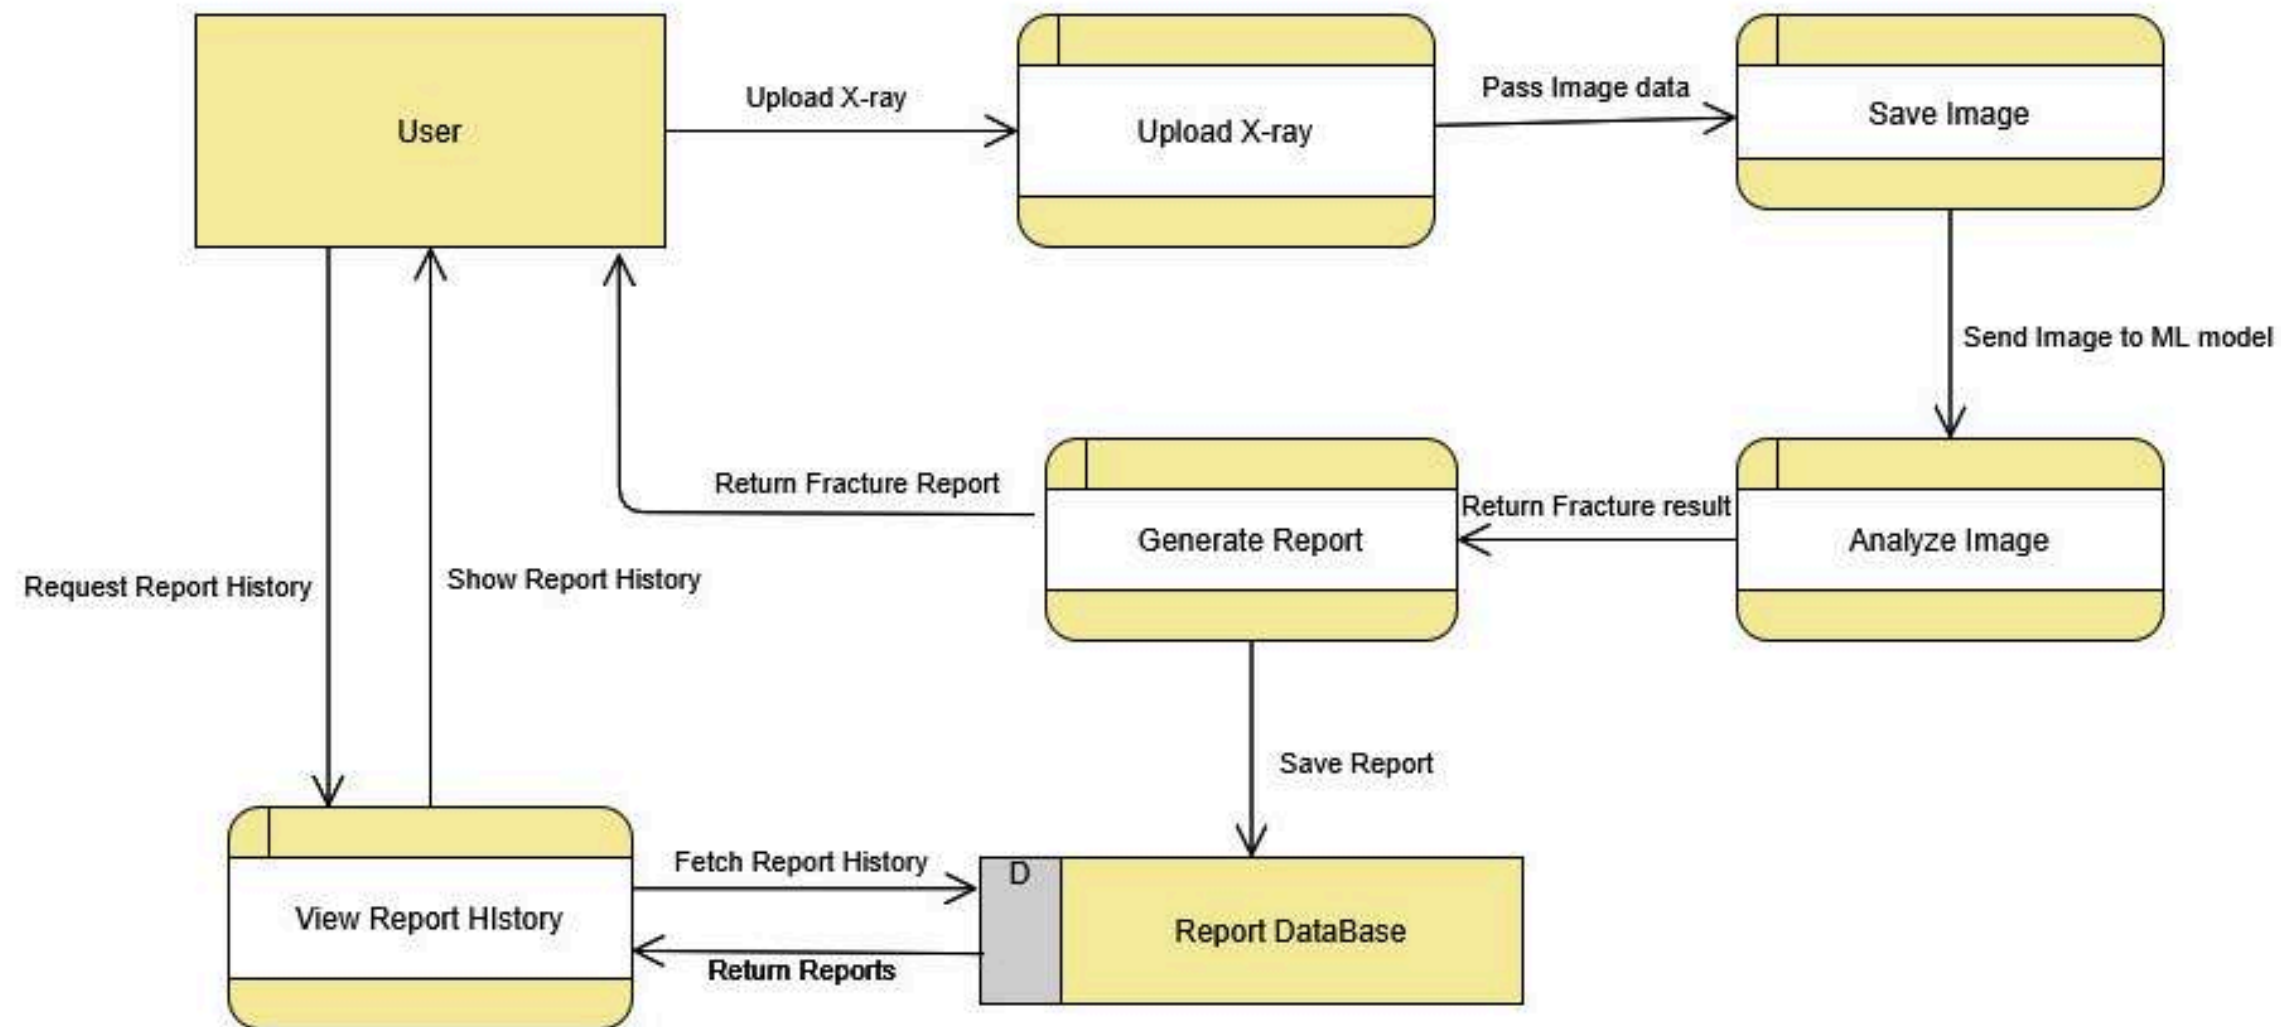 User
Upload X-ray
Upload X-ray
Pass Image data
Save Image
Send Image to ML model
Return Fracture Report
Generate Report
Return Fracture result
Analyze Image
Request Report History
Show Report History
Save Report
View Report HIstory
Fetch Report History
Return Reports
D
Report DataBase